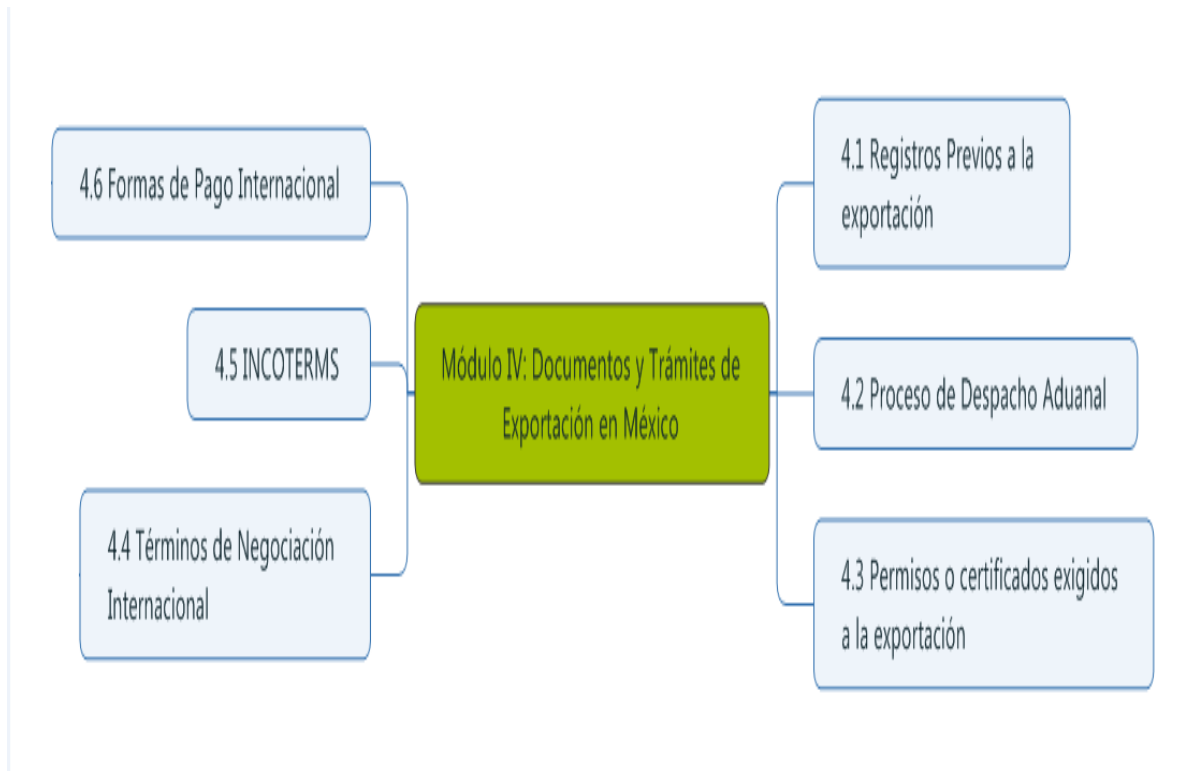 Módulo IV: Documentos y Trámites de
Exportación en México
4.1 Registros Previos a la
exportación
4.2 Proceso de Despacho Aduanal
4.3 Permisos o certificados exigidos
a la exportación
4.4 Términos de Negociación
Internacional
4.5 INCOTERMS
4.6 Formas de Pago Internacional